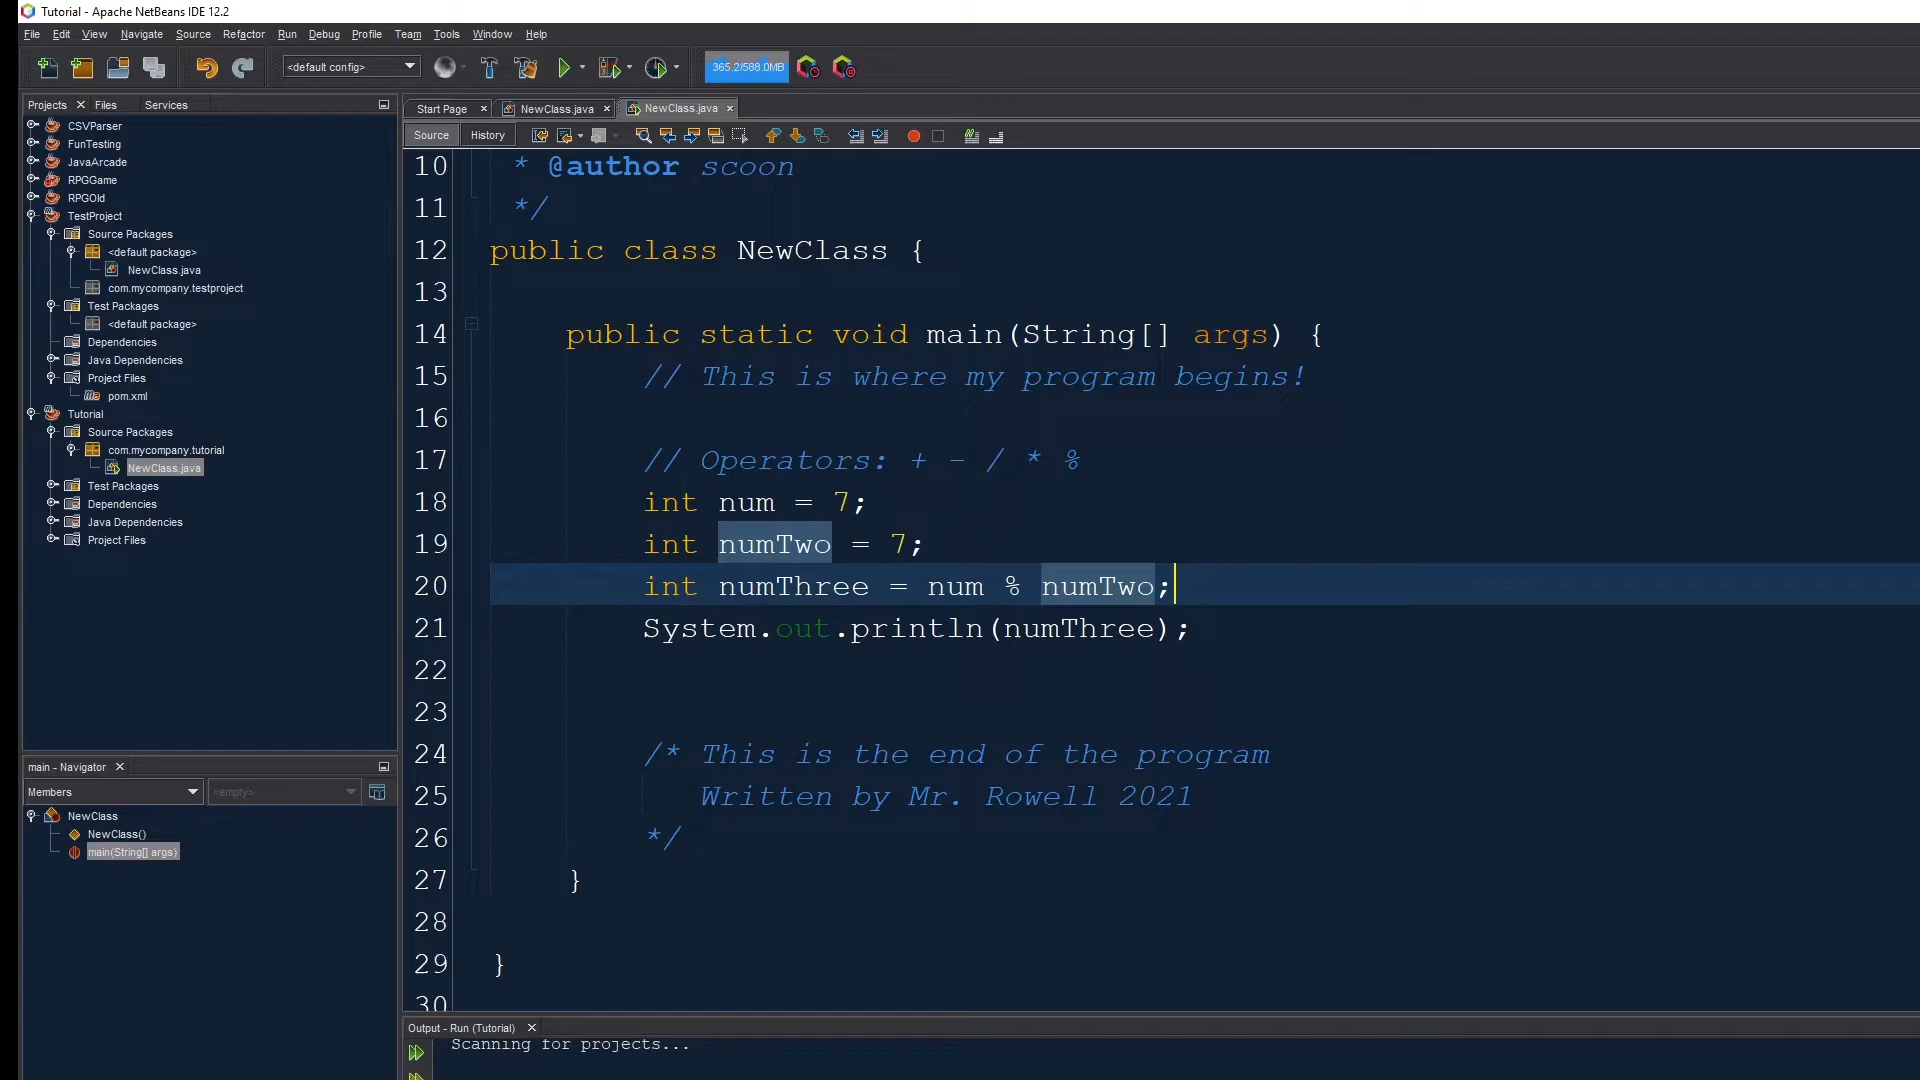 Tutorial - Apache NetBeans IDE 12.2
File Edit View Navigate Source Refactor Run Debug Profile Team Tools Window Help
<default config>
365.2/588.0MB
Projects Files Services
CSVParser
FunTesting
JavaArcade
RPGGame
RPGOld
TestProject
Source Packages
<default package>
NewClass.java
com.mycompany.testproject
Test Packages
<default package>
Dependencies
Java Dependencies
Project Files
pom.xml
Tutorial
Source Packages
com.mycompany.tutorial
NewClass.java
Test Packages
Dependencies
Java Dependencies
Project Files
main - Navigator
Members <empty>
NewClass
NewClass()
main(String[] args)
Start Page NewClass.java NewClass.java
Source History
10 * @author scoon
11 */
12 public class NewClass {
13
14 public static void main(String[] args) {
15 // This is where my program begins!
16
17 // Operators: + - / * %
18 int num = 7;
19 int numTwo = 7;
20 int numThree = num % numTwo;
21 System.out.println(numThree);
22
23
24 /* This is the end of the program
25 Written by Mr. Rowell 2021
26 */
27 }
28
29 }
30
Output - Run (Tutorial)
Scanning for projects...